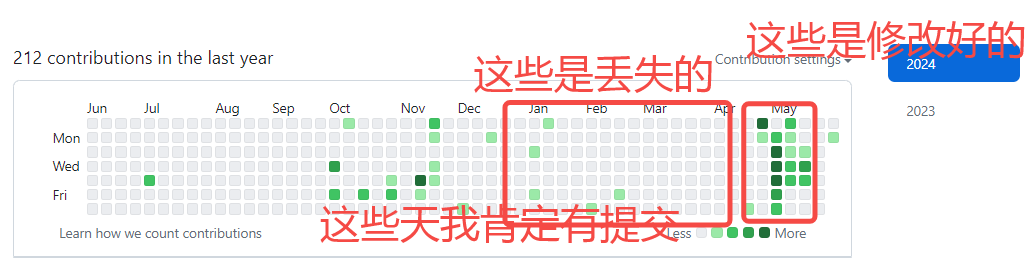 这些是修改好的
212 contributions in the last year
这些是丢失的
Contribution settings
2024
Jun Jul Aug Sep Oct Nov Dec Jan Feb Mar Apr May
2023
Mon
Wed
Fri
这些天我肯定有提交
Learn how we count contributions
Less
More